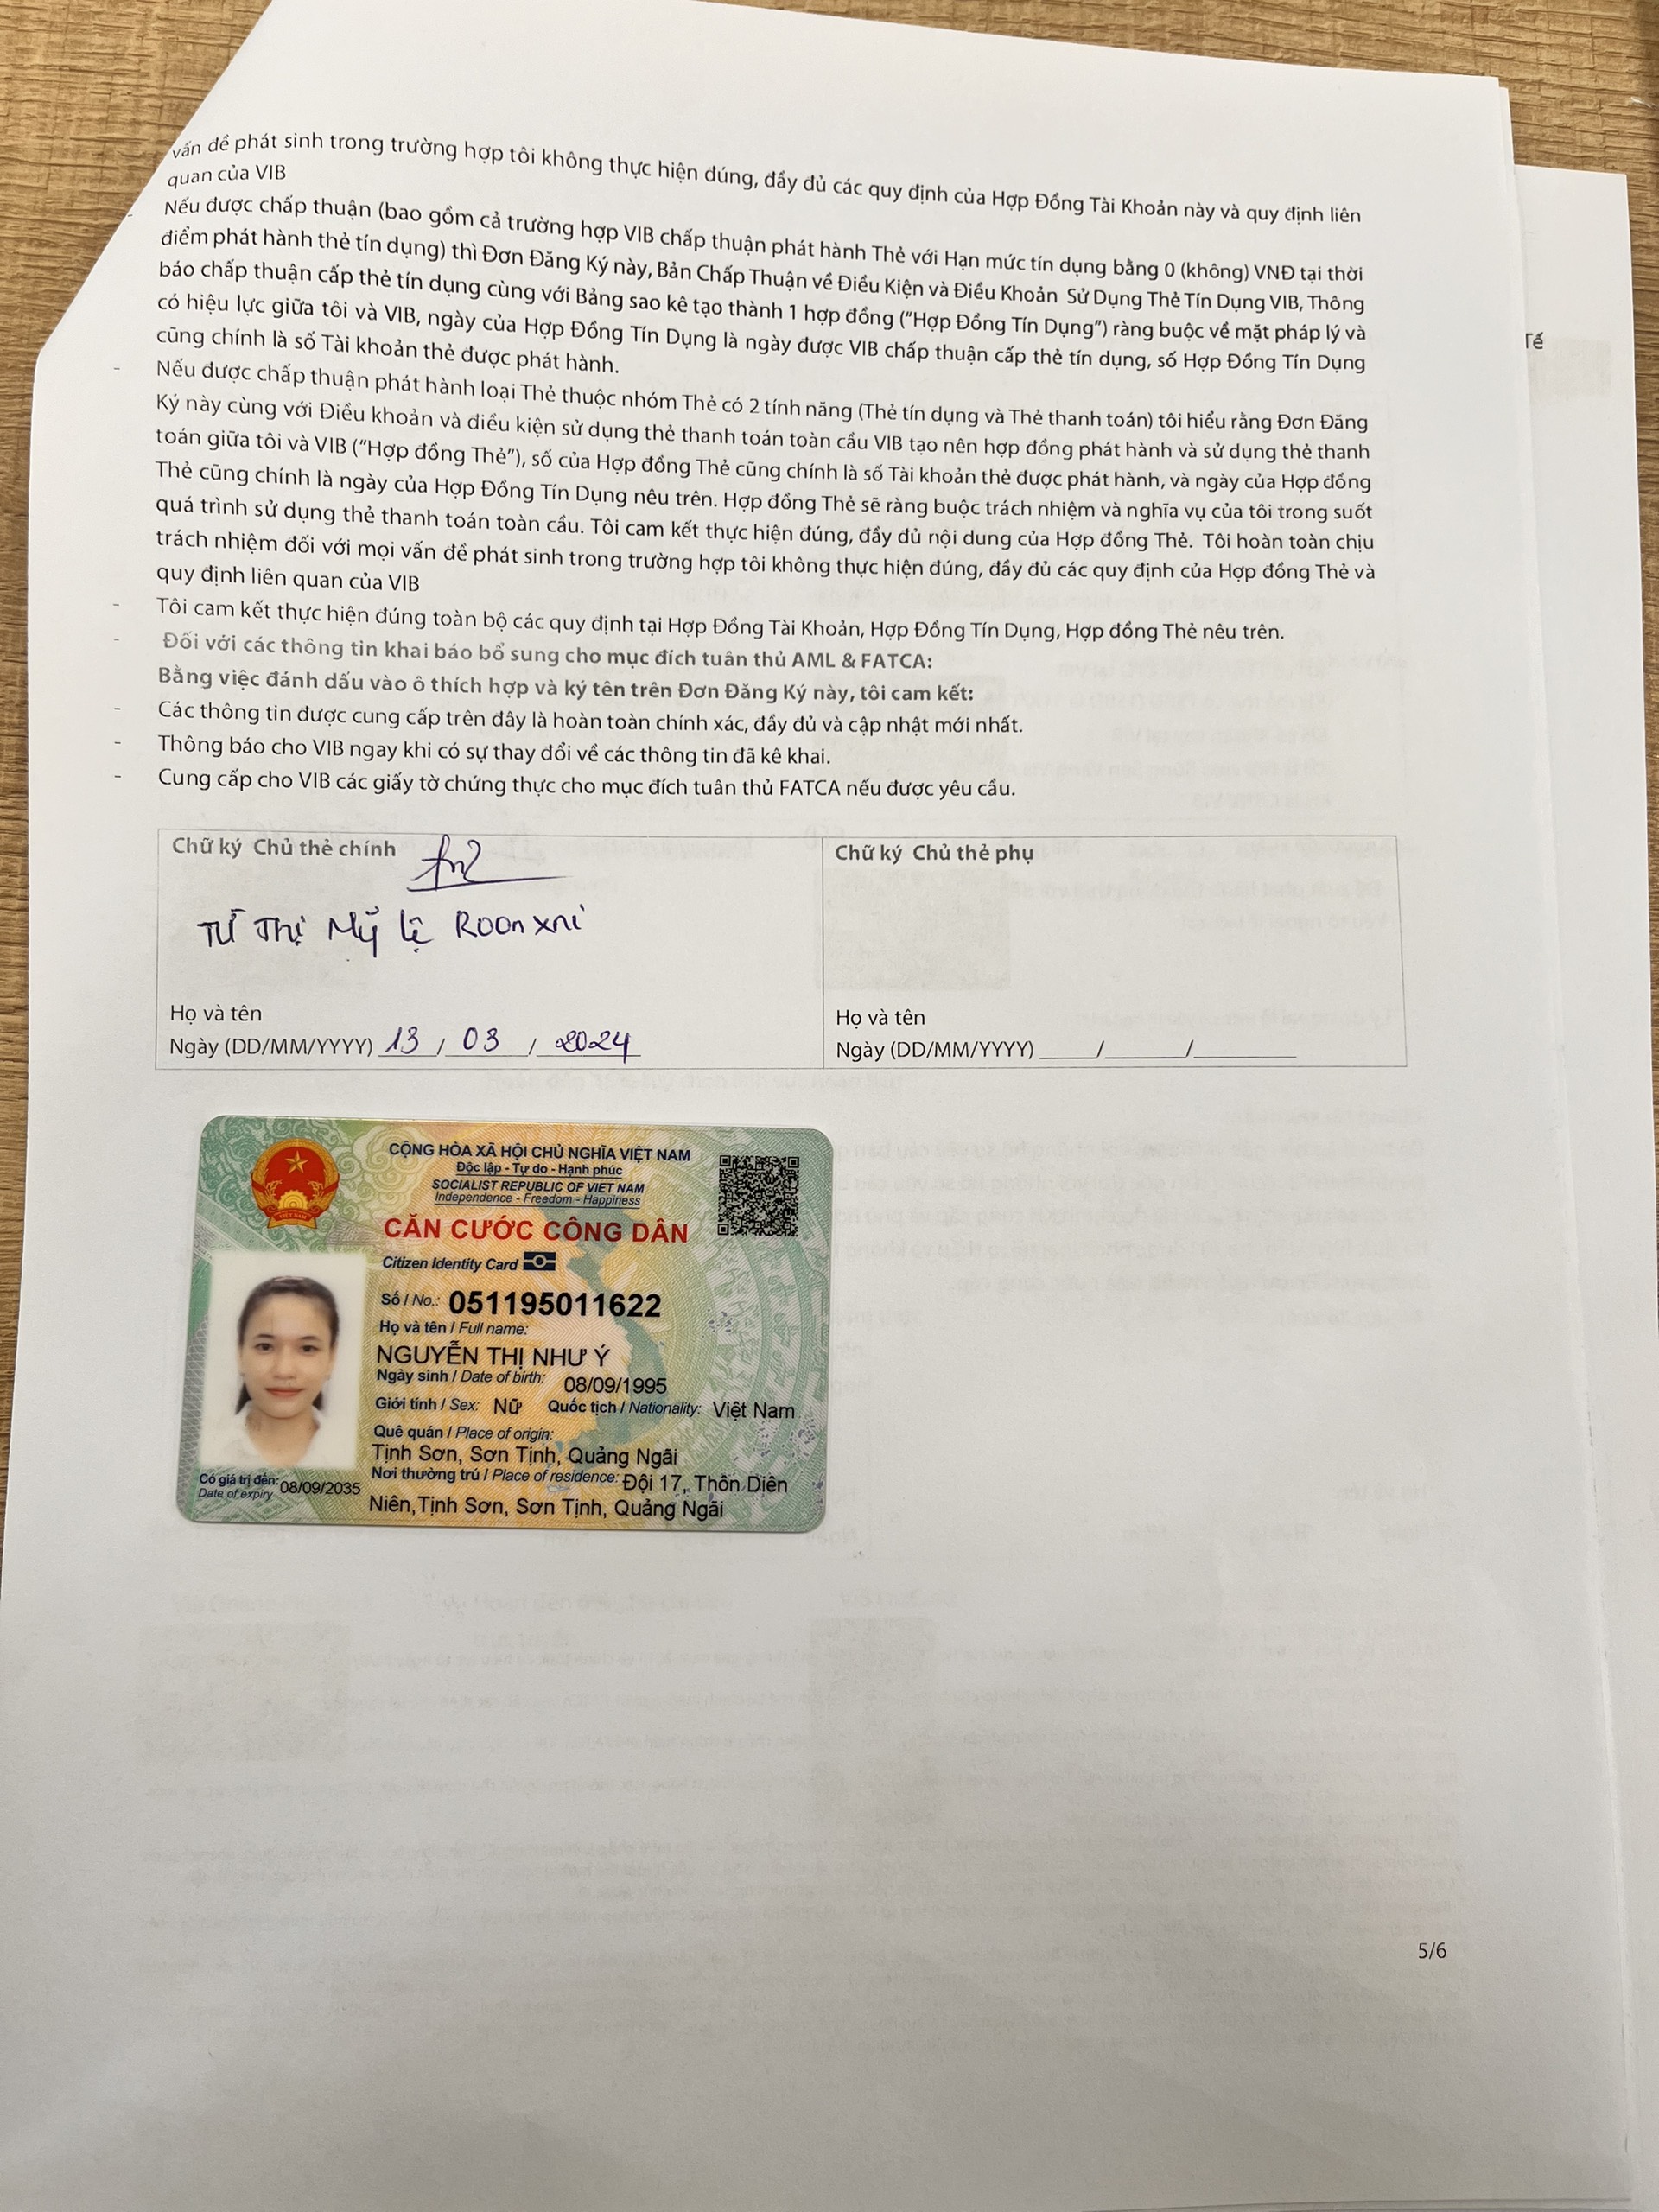 vấn đề phát sinh trong trường hợp tôi không thực hiện đúng, đầy đủ các quy định của Hợp Đồng Tài Khoản này và quy định liên
quan của VIB
- Nếu được chấp thuận (bao gồm cả trường hợp VIB chấp thuận phát hành Thẻ với Hạn mức tín dụng bằng 0 (không) VNĐ tại thời
điểm phát hành thẻ tín dụng) thì Đơn Đăng Ký này, Bản Chấp Thuận về Điều Kiện và Điều Khoản Sử Dụng Thẻ Tín Dụng VIB, Thông
báo chấp thuận cấp thẻ tín dụng cùng với Bảng sao kê tạo thành 1 hợp đồng (“Hợp Đồng Tín Dụng”) ràng buộc về mặt pháp lý và
có hiệu lực giữa tôi và VIB, ngày của Hợp Đồng Tín Dụng là ngày được VIB chấp thuận cấp thẻ tín dụng, số Hợp Đồng Tín Dụng
cũng chính là số Tài khoản thẻ được phát hành.
- Nếu được chấp thuận phát hành loại Thẻ thuộc nhóm Thẻ có 2 tính năng (Thẻ tín dụng và Thẻ thanh toán) tôi hiểu rằng Đơn Đăng
Ký này cùng với Điều khoản và điều kiện sử dụng thẻ thanh toán toàn cầu VIB tạo nên hợp đồng phát hành và sử dụng thẻ thanh
toán giữa tôi và VIB (“Hợp đồng Thẻ”), số của Hợp đồng Thẻ cũng chính là số Tài khoản thẻ được phát hành, và ngày của Hợp đồng
Thẻ cũng chính là ngày của Hợp Đồng Tín Dụng nêu trên. Hợp đồng Thẻ sẽ ràng buộc trách nhiệm và nghĩa vụ của tôi trong suốt
quá trình sử dụng thẻ thanh toán toàn cầu. Tôi cam kết thực hiện đúng, đầy đủ nội dung của Hợp đồng Thẻ. Tôi hoàn toàn chịu
trách nhiệm đối với mọi vấn đề phát sinh trong trường hợp tôi không thực hiện đúng, đầy đủ các quy định của Hợp đồng Thẻ và
quy định liên quan của VIB
- Tôi cam kết thực hiện đúng toàn bộ các quy định tại Hợp Đồng Tài Khoản, Hợp Đồng Tín Dụng, Hợp đồng Thẻ nêu trên.
- Đối với các thông tin khai báo bổ sung cho mục đích tuân thủ AML & FATCA:
Bằng việc đánh dấu vào ô thích hợp và ký tên trên Đơn Đăng Ký này, tôi cam kết:
- Các thông tin được cung cấp trên đây là hoàn toàn chính xác, đầy đủ và cập nhật mới nhất.
- Thông báo cho VIB ngay khi có sự thay đổi về các thông tin đã kê khai.
- Cung cấp cho VIB các giấy tờ chứng thực cho mục đích tuân thủ FATCA nếu được yêu cầu.
Tế
Chữ ký Chủ thẻ chính
Từ Thị Mỹ Lệ Roonxni
Họ và tên
Ngày (DD/MM/YYYY) 13 / 03 / 2024
Chữ ký Chủ thẻ phụ
Họ và tên
Ngày (DD/MM/YYYY) ____/____/____
CỘNG HÒA XÃ HỘI CHỦ NGHĨA VIỆT NAM
Độc lập - Tự do - Hạnh phúc
SOCIALIST REPUBLIC OF VIET NAM
Independence - Freedom - Happiness
CĂN CƯỚC CÔNG DÂN
Citizen Identity Card
Số / No.: 051195011622
Họ và tên / Full name:
NGUYỄN THỊ NHƯ Ý
Ngày sinh / Date of birth: 08/09/1995
Giới tính / Sex: Nữ Quốc tịch / Nationality: Việt Nam
Quê quán / Place of origin:
Tịnh Sơn, Sơn Tịnh, Quảng Ngãi
Nơi thường trú / Place of residence: Đội 17, Thôn Diên
Niên,Tịnh Sơn, Sơn Tịnh, Quảng Ngãi
Có giá trị đến: 08/09/2035
Date of expiry
5/6